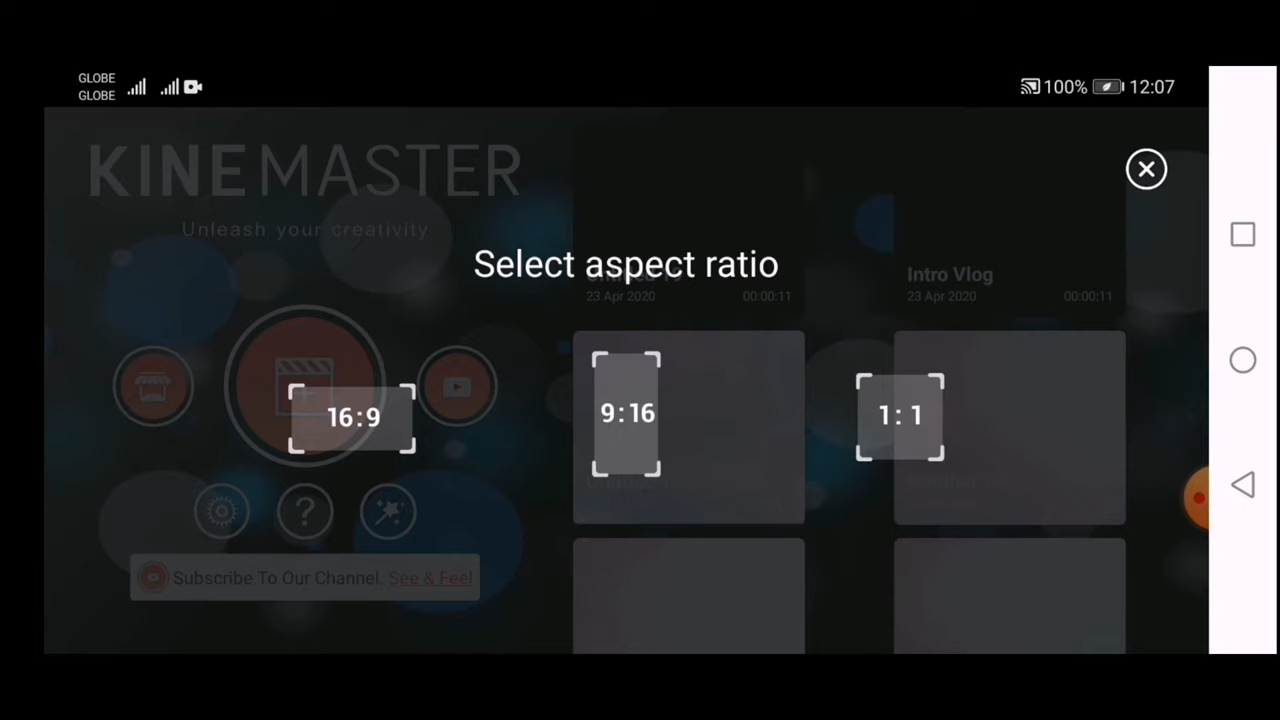 GLOBE
GLOBE
100% 12:07
KINEMASTER
Unleash your creativity
Select aspect ratio
Intro Vlog
23 Apr 2020 00:00:11
23 Apr 2020 00:00:11
16:9
9:16
1:1
?
Subscribe To Our Channel, See & Feel